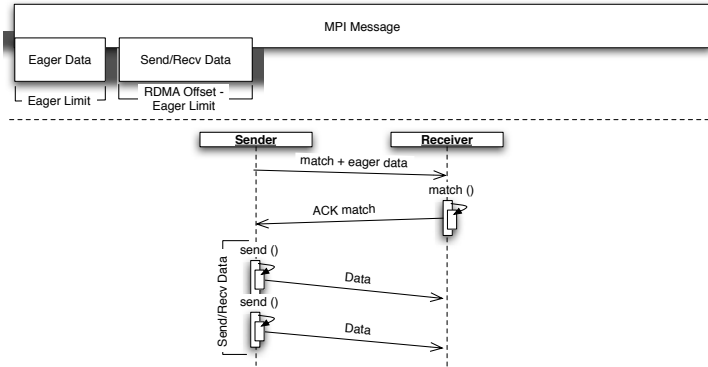 MPI Message
Eager Data
Send/Recv Data
Eager Limit
RDMA Offset -
Eager Limit
Sender
Receiver
match + eager data
match ()
ACK match
Send/Recv Data
send ()
Data
send ()
Data